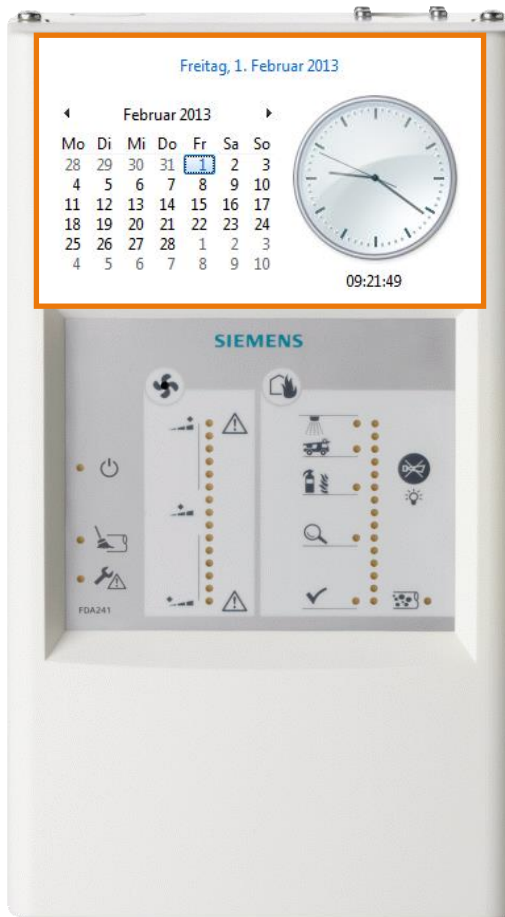 Freitag, 1. Februar 2013
Februar 2013
Mo Di Mi Do Fr Sa So
28 29 30 31 1 2 3
4 5 6 7 8 9 10
11 12 13 14 15 16 17
18 19 20 21 22 23 24
25 26 27 28 1 2 3
4 5 6 7 8 9 10
09:21:49
SIEMENS
FDA241